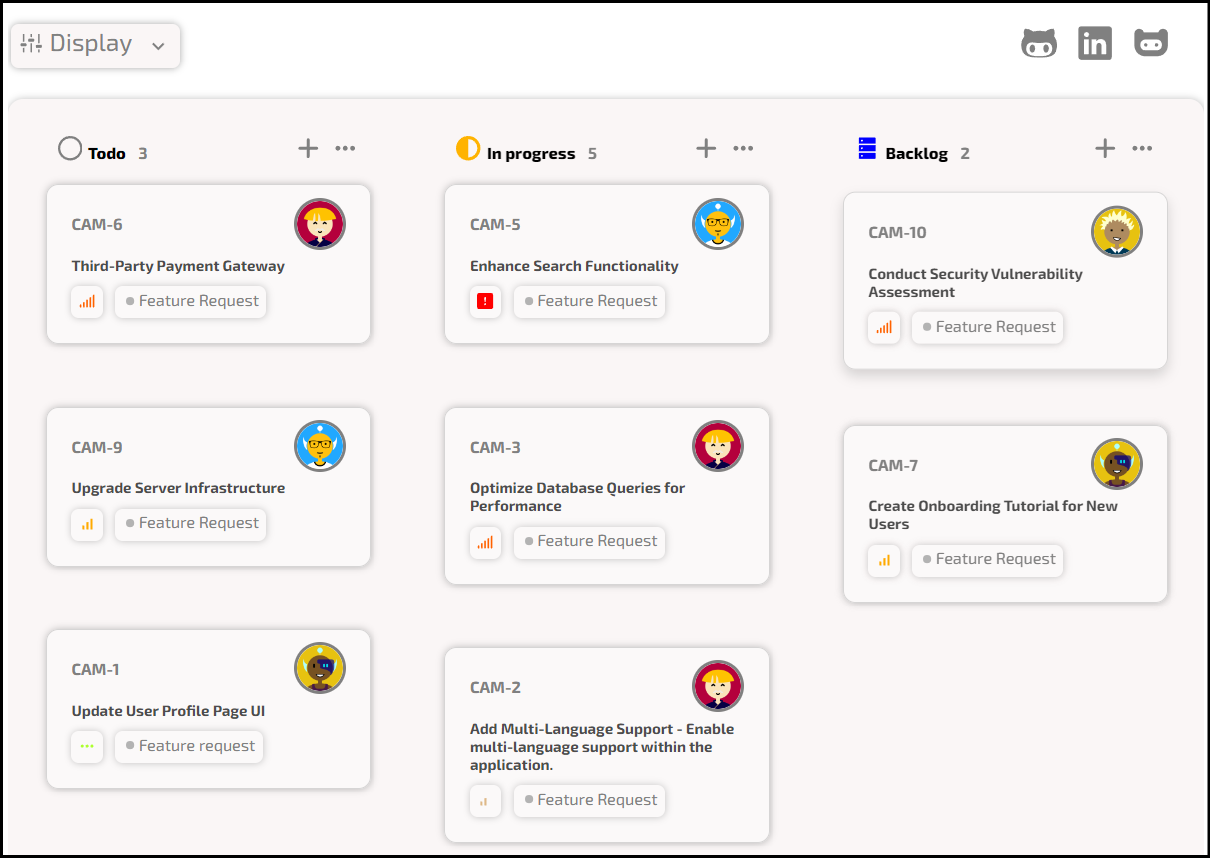 Display
in
Todo 3
CAM-6
Third-Party Payment Gateway
Feature Request
CAM-9
Upgrade Server Infrastructure
Feature Request
CAM-1
Update User Profile Page UI
Feature request
In progress 5
CAM-5
Enhance Search Functionality
!
Feature Request
CAM-3
Optimize Database Queries for
Performance
Feature Request
CAM-2
Add Multi-Language Support - Enable
multi-language support within the
application.
Feature Request
Backlog 2
CAM-10
Conduct Security Vulnerability
Assessment
Feature Request
CAM-7
Create Onboarding Tutorial for New
Users
Feature Request